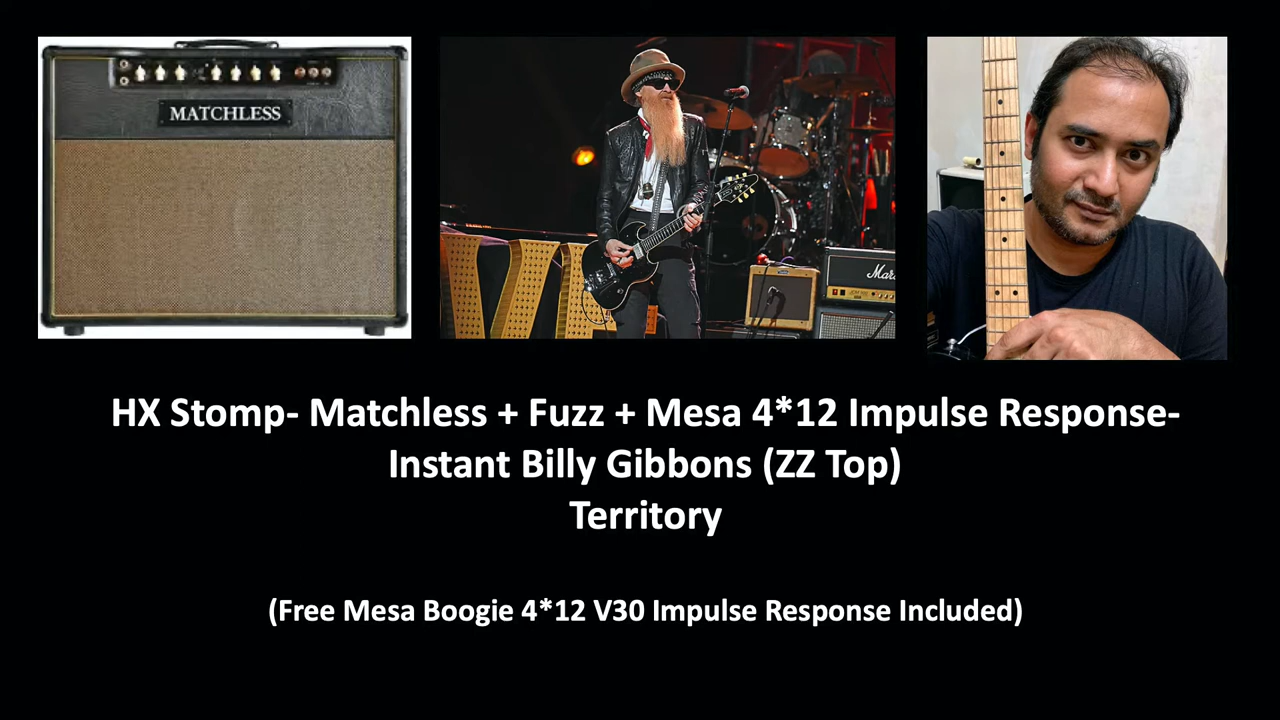 MATCHLESS
Mars
HX Stomp- Matchless + Fuzz + Mesa 4*12 Impulse Response-
Instant Billy Gibbons (ZZ Top)
Territory
(Free Mesa Boogie 4*12 V30 Impulse Response Included)